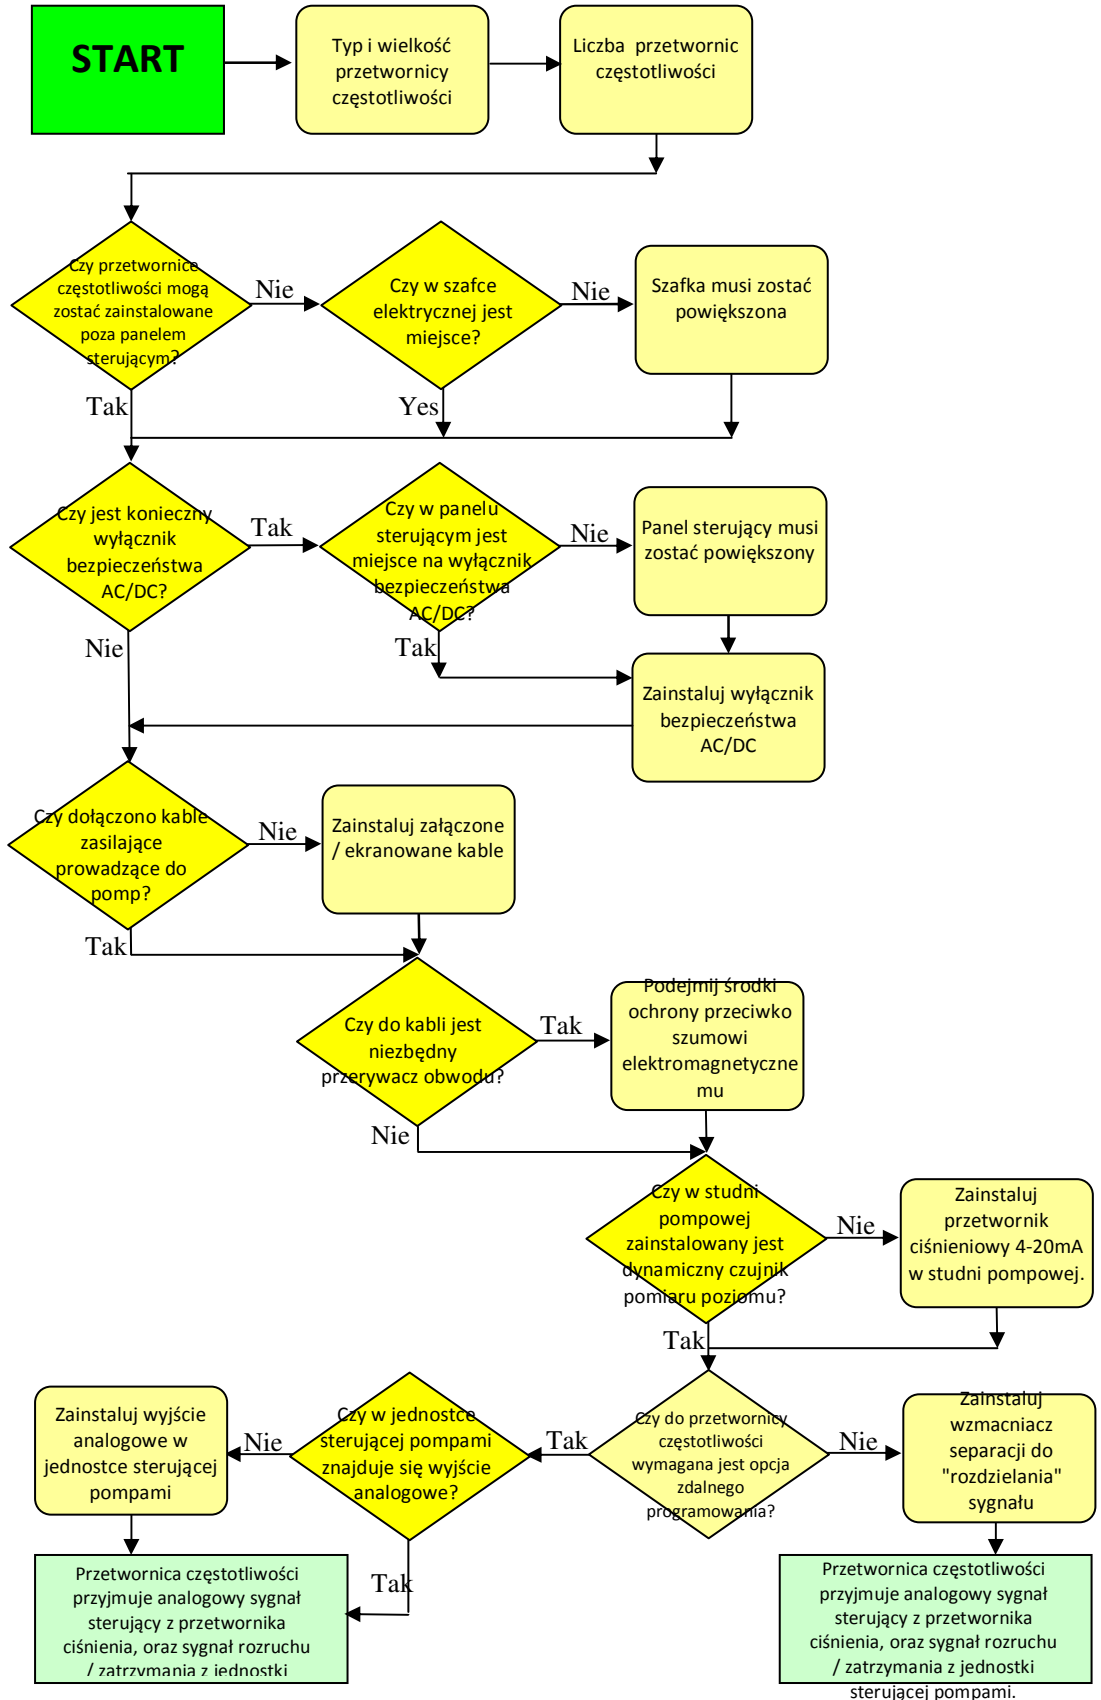 START
Typ i wielkość
przetwornicy
częstotliwości
Liczba przetwornic
częstotliwości
Czy przetwornice
częstotliwości mogą
zostać zainstalowane
poza panelem
sterującym?
Nie
Czy w szafce
elektrycznej jest
miejsce?
Nie
Szafka musi zostać
powiększona
Tak
Yes
Czy jest konieczny
wyłącznik
bezpieczeństwa
AC/DC?
Tak
Czy w panelu
sterującym jest
miejsce na wyłącznik
bezpieczeństwa
AC/DC?
Nie
Panel sterujący musi
zostać powiększony
Nie
Tak
Zainstaluj wyłącznik
bezpieczeństwa
AC/DC
Czy dołączono kable
zasilające
prowadzące do
pomp?
Nie
Zainstaluj załączone
/ ekranowane kable
Tak
Czy do kabli jest
niezbędny
przerywacz obwodu?
Tak
Podejmij środki
ochrony przeciwko
szumowi
elektromagnetyczne
mu
Nie
Czy w studni
pompowej
zainstalowany jest
dynamiczny czujnik
pomiaru poziomu?
Nie
Zainstaluj
przetwornik
ciśnieniowy 4-20mA
w studni pompowej.
Tak
Czy do przetwornicy
częstotliwości
wymagana jest opcja
zdalnego
programowania?
Tak
Czy w jednostce
sterującej pompami
znajduje się wyjście
analogowe?
Nie
Zainstaluj wyjście
analogowe w
jednostce sterującej
pompami
Nie
Zainstaluj
wzmacniacz
separacji do
"rozdzielania"
sygnału
Tak
Przetwornica częstotliwości
przyjmuje analogowy sygnał
sterujący z przetwornika
ciśnienia, oraz sygnał rozruchu
/ zatrzymania z jednostki
Przetwornica częstotliwości
przyjmuje analogowy sygnał
sterujący z przetwornika
ciśnienia, oraz sygnał rozruchu
/ zatrzymania z jednostki
sterującej pompami.